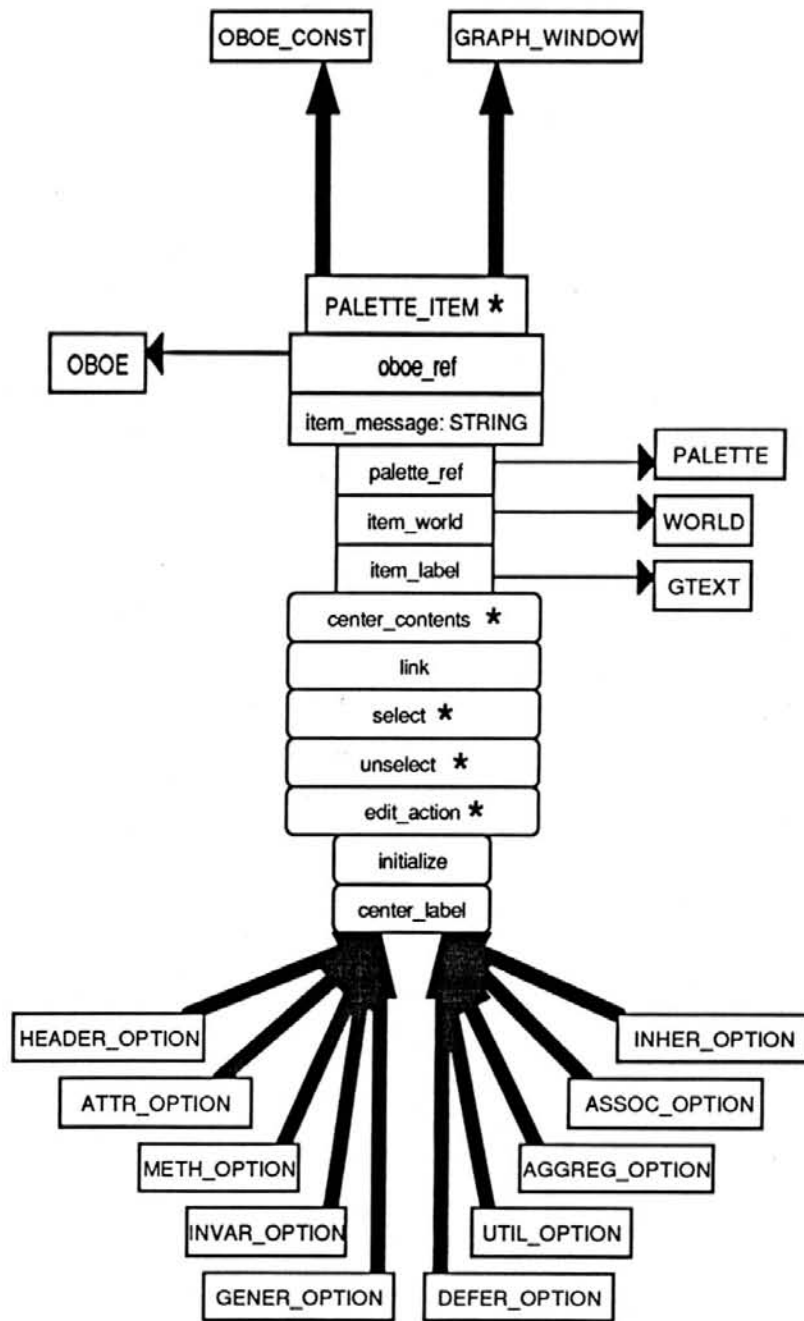 OBOE_CONST GRAPH_WINDOW
PALETTE_ITEM *
OBOE oboe_ref
item_message: STRING
palette_ref PALETTE
item_world WORLD
item_label GTEXT
center_contents *
link
select *
unselect *
edit_action *
initialize
center_label
HEADER_OPTION INHER_OPTION
ATTR_OPTION ASSOC_OPTION
METH_OPTION AGGREG_OPTION
INVAR_OPTION UTIL_OPTION
GENER_OPTION DEFER_OPTION